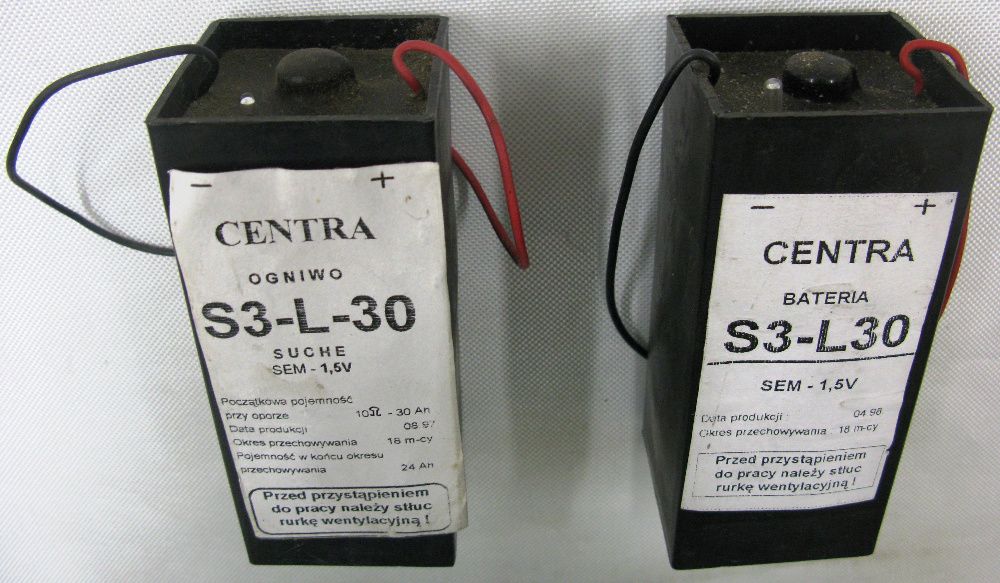 − +
CENTRA
OGNIWO
S3-L-30
SUCHE
SEM - 1,5V
Początkowa pojemność
przy oporze 10Ω - 30 Ah
Data produkcji 08 97
Okres przechowywania 18 m-cy
Pojemność w końcu okresu
przechowywania 24 Ah
Przed przystąpieniem
do pracy należy stłuc
rurkę wentylacyjną !
− +
CENTRA
BATERIA
S3-L30
SEM - 1,5V
Data produkcji : 04 98.
Okres przechowywania : 18 m-cy
Przed przystąpieniem
do pracy należy stłuc
rurkę wentylacyjną !